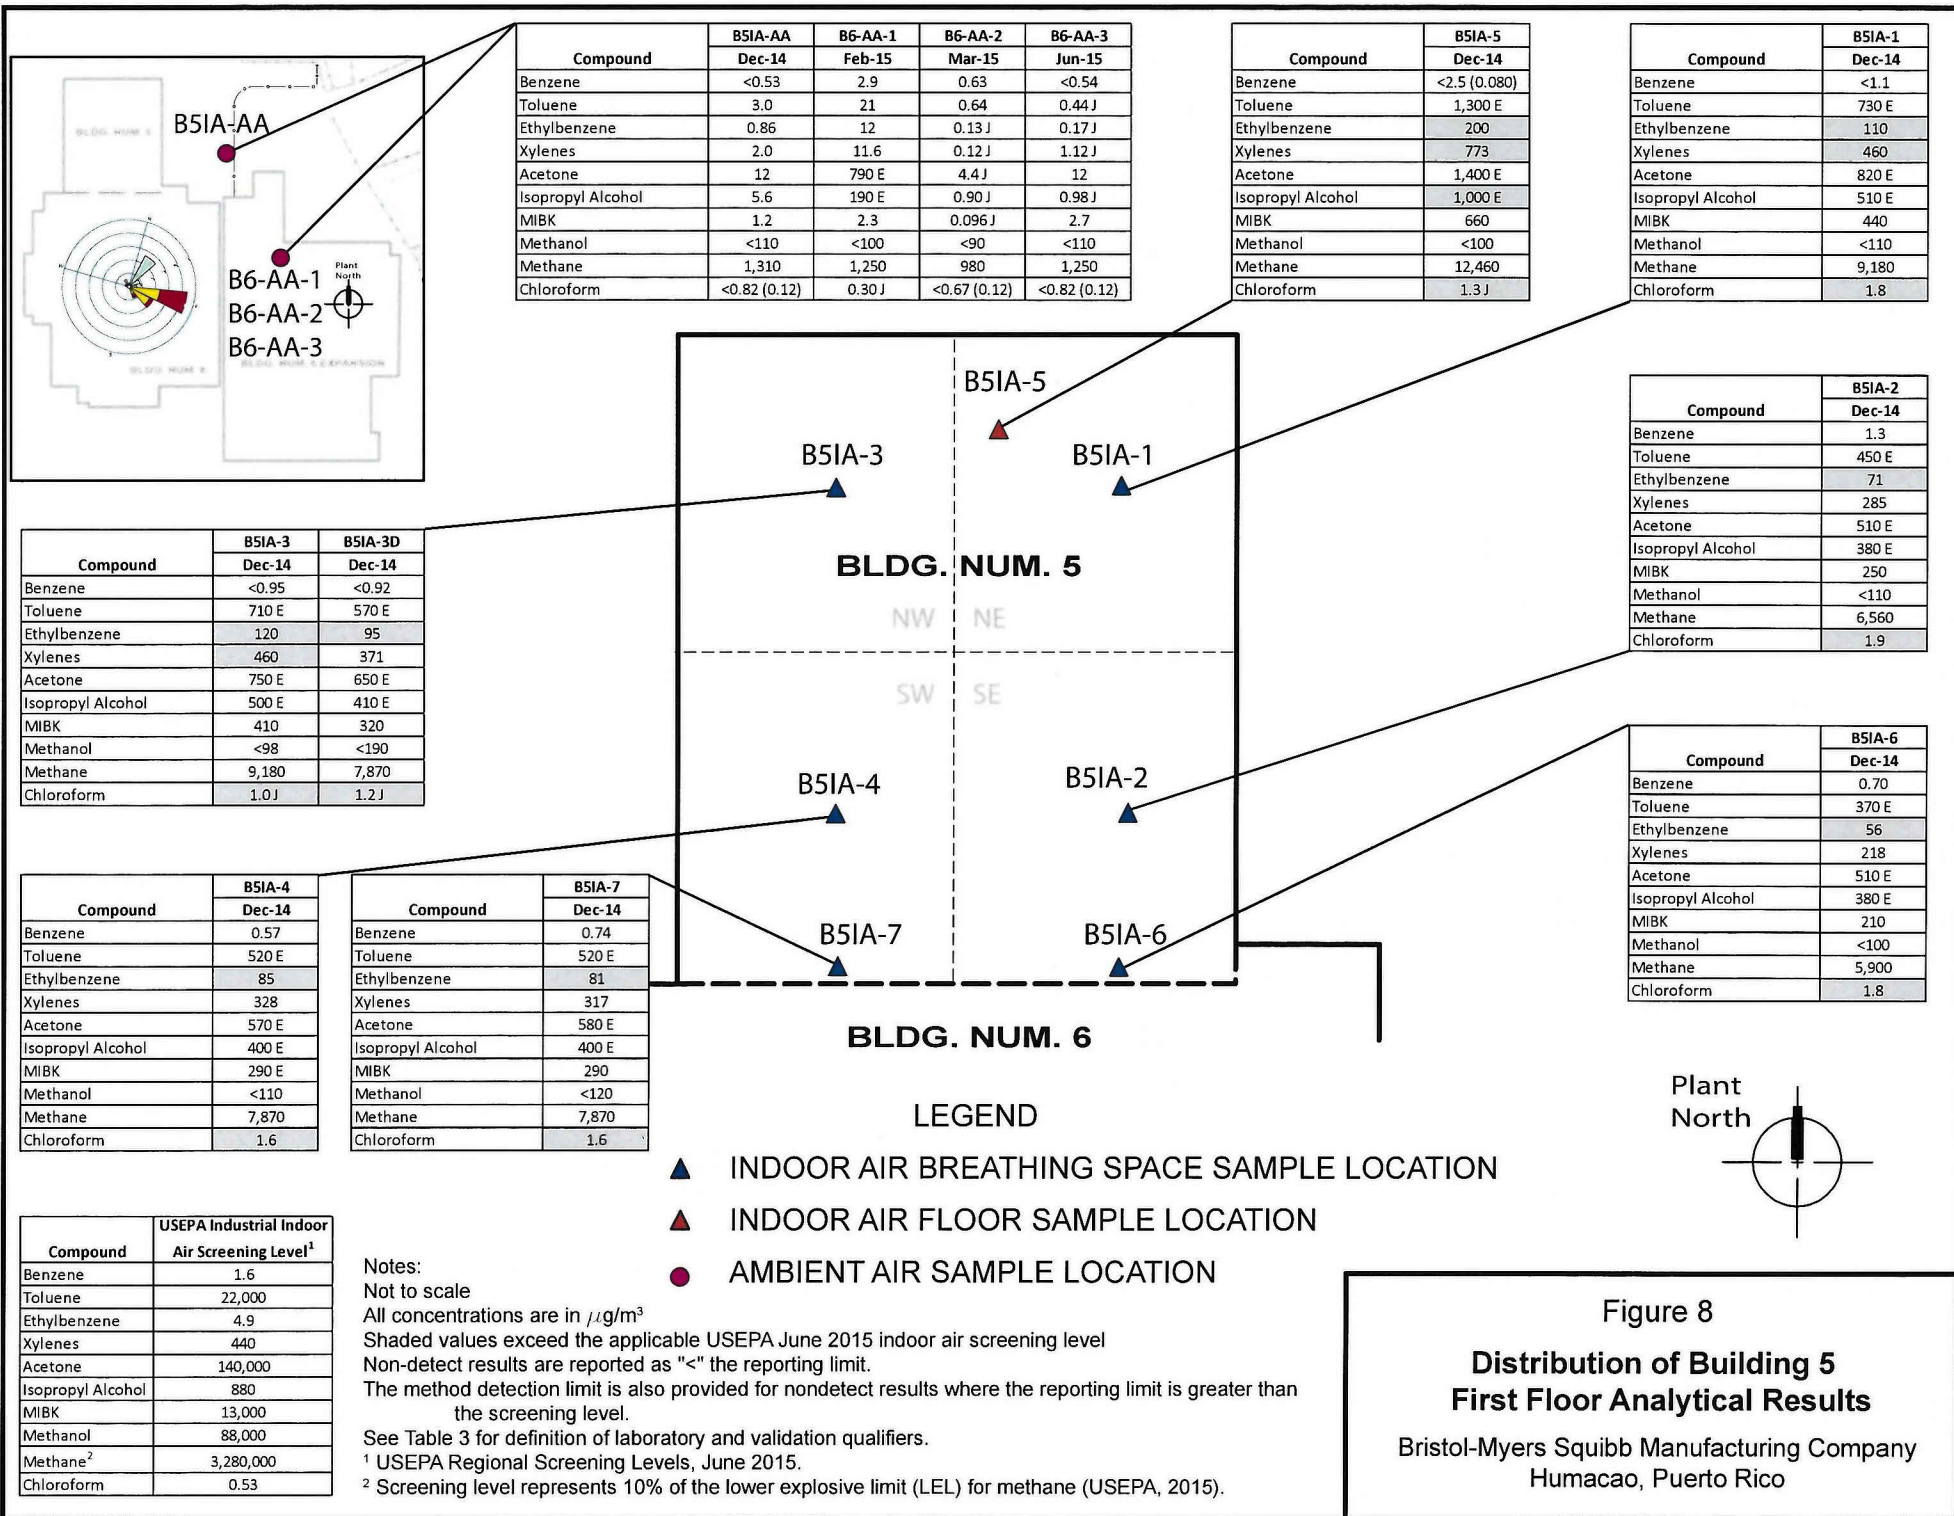 BLDG. NUM. 5
B5IA-AA
B6-AA-1
B6-AA-2
B6-AA-3
Plant
North
BLDG. NUM. 6 EXPANSION
Compound B5IA-AA B6-AA-1 B6-AA-2 B6-AA-3
Dec-14 Feb-15 Mar-15 Jun-15
Benzene <0.53 2.9 0.63 <0.54
Toluene 3.0 21 0.64 0.44 J
Ethylbenzene 0.86 12 0.13 J 0.17 J
Xylenes 2.0 11.6 0.12 J 1.12 J
Acetone 12 790 E 4.4 J 12
Isopropyl Alcohol 5.6 190 E 0.90 J 0.98 J
MIBK 1.2 2.3 0.096 J 2.7
Methanol <110 <100 <90 <110
Methane 1,310 1,250 980 1,250
Chloroform <0.82 (0.12) 0.30 J <0.67 (0.12) <0.82 (0.12)
Compound B5IA-5
Dec-14
Benzene <2.5 (0.080)
Toluene 1,300 E
Ethylbenzene 200
Xylenes 773
Acetone 1,400 E
Isopropyl Alcohol 1,000 E
MIBK 660
Methanol <100
Methane 12,460
Chloroform 1.3 J
Compound B5IA-1
Dec-14
Benzene <1.1
Toluene 730 E
Ethylbenzene 110
Xylenes 460
Acetone 820 E
Isopropyl Alcohol 510 E
MIBK 440
Methanol <110
Methane 9,180
Chloroform 1.8
Compound B5IA-2
Dec-14
Benzene 1.3
Toluene 450 E
Ethylbenzene 71
Xylenes 285
Acetone 510 E
Isopropyl Alcohol 380 E
MIBK 250
Methanol <110
Methane 6,560
Chloroform 1.9
B5IA-5
B5IA-3
B5IA-1
BLDG. NUM. 5
NW NE
SW SE
B5IA-4
B5IA-2
B5IA-7
B5IA-6
BLDG. NUM. 6
Compound B5IA-3 B5IA-3D
Dec-14 Dec-14
Benzene <0.95 <0.92
Toluene 710 E 570 E
Ethylbenzene 120 95
Xylenes 460 371
Acetone 750 E 650 E
Isopropyl Alcohol 500 E 410 E
MIBK 410 320
Methanol <98 <190
Methane 9,180 7,870
Chloroform 1.0 J 1.2 J
Compound B5IA-6
Dec-14
Benzene 0.70
Toluene 370 E
Ethylbenzene 56
Xylenes 218
Acetone 510 E
Isopropyl Alcohol 380 E
MIBK 210
Methanol <100
Methane 5,900
Chloroform 1.8
Compound B5IA-4
Dec-14
Benzene 0.57
Toluene 520 E
Ethylbenzene 85
Xylenes 328
Acetone 570 E
Isopropyl Alcohol 400 E
MIBK 290 E
Methanol <110
Methane 7,870
Chloroform 1.6
Compound B5IA-7
Dec-14
Benzene 0.74
Toluene 520 E
Ethylbenzene 81
Xylenes 317
Acetone 580 E
Isopropyl Alcohol 400 E
MIBK 290
Methanol <120
Methane 7,870
Chloroform 1.6
Plant
North
LEGEND
INDOOR AIR BREATHING SPACE SAMPLE LOCATION
INDOOR AIR FLOOR SAMPLE LOCATION
AMBIENT AIR SAMPLE LOCATION
Compound USEPA Industrial Indoor
Air Screening Level¹
Benzene 1.6
Toluene 22,000
Ethylbenzene 4.9
Xylenes 440
Acetone 140,000
Isopropyl Alcohol 880
MIBK 13,000
Methanol 88,000
Methane² 3,280,000
Chloroform 0.53
Notes:
Not to scale
All concentrations are in µg/m³
Shaded values exceed the applicable USEPA June 2015 indoor air screening level
Non-detect results are reported as "<" the reporting limit.
The method detection limit is also provided for nondetect results where the reporting limit is greater than
the screening level.
See Table 3 for definition of laboratory and validation qualifiers.
¹ USEPA Regional Screening Levels, June 2015.
² Screening level represents 10% of the lower explosive limit (LEL) for methane (USEPA, 2015).
Figure 8
Distribution of Building 5
First Floor Analytical Results
Bristol-Myers Squibb Manufacturing Company
Humacao, Puerto Rico